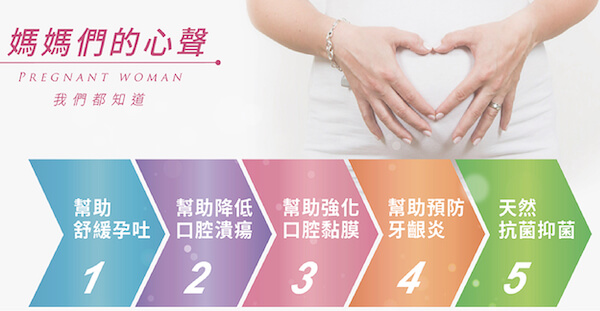 媽媽們的心聲
PREGNANT WOMAN
我們都知道
幫助
舒緩孕吐
1
幫助降低
口腔潰瘍
2
幫助強化
口腔黏膜
3
幫助預防
牙齦炎
4
天然
抗菌抑菌
5